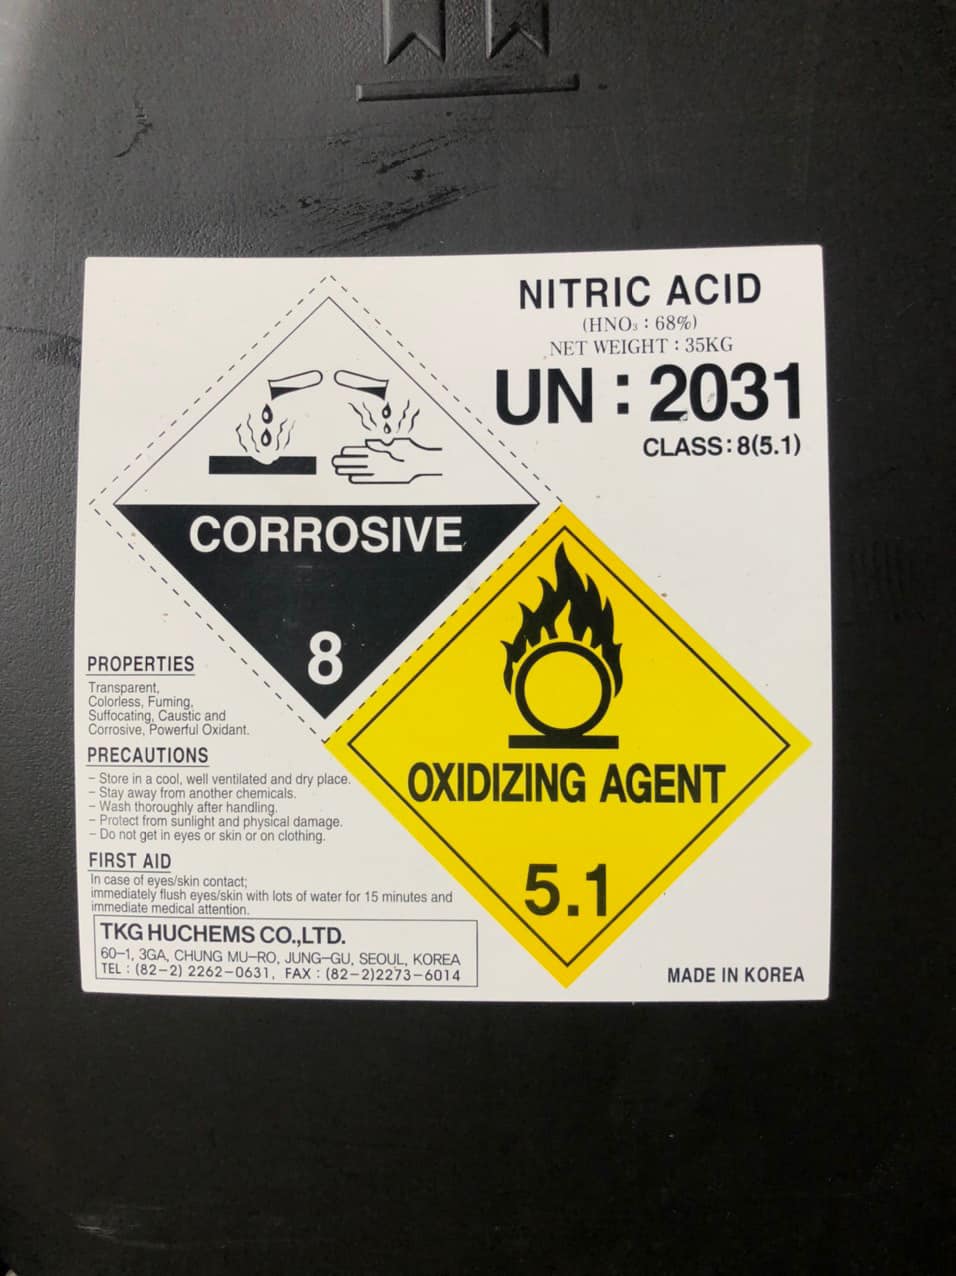 NITRIC ACID
(HNO₃ : 68%)
NET WEIGHT : 35KG
UN : 2031
CLASS : 8(5.1)
CORROSIVE
8
OXIDIZING AGENT
5.1
PROPERTIES
Transparent,
Colorless, Fuming,
Suffocating, Caustic and
Corrosive, Powerful Oxidant.
PRECAUTIONS
- Store in a cool, well ventilated and dry place.
- Stay away from another chemicals.
- Wash thoroughly after handling.
- Protect from sunlight and physical damage.
- Do not get in eyes or skin or on clothing.
FIRST AID
In case of eyes/skin contact;
immediately flush eyes/skin with lots of water for 15 minutes and
immediate medical attention.
TKG HUCHEMS CO.,LTD.
60-1, 3GA, CHUNG MU-RO, JUNG-GU, SEOUL, KOREA
TEL : (82-2) 2262-0631, FAX : (82-2)2273-6014
MADE IN KOREA